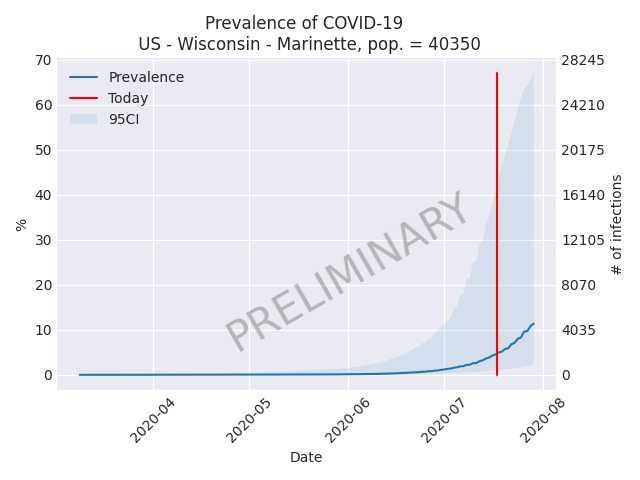 Prevalence of COVID-19
US - Wisconsin - Marinette, pop. = 40350
70
60
50
40
30
20
10
0
%
28245
24210
20175
16140
12105
8070
4035
0
# of infections
Prevalence
Today
95CI
PRELIMINARY
2020-04
2020-05
2020-06
2020-07
2020-08
Date